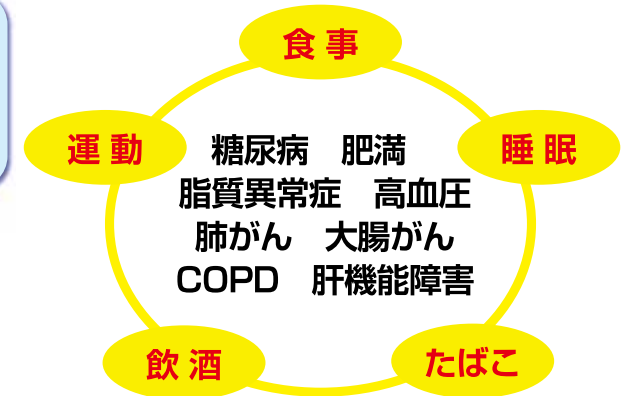 食事
運動
睡眠
糖尿病　肥満
脂質異常症　高血圧
肺がん　大腸がん
COPD　肝機能障害
飲酒
たばこ